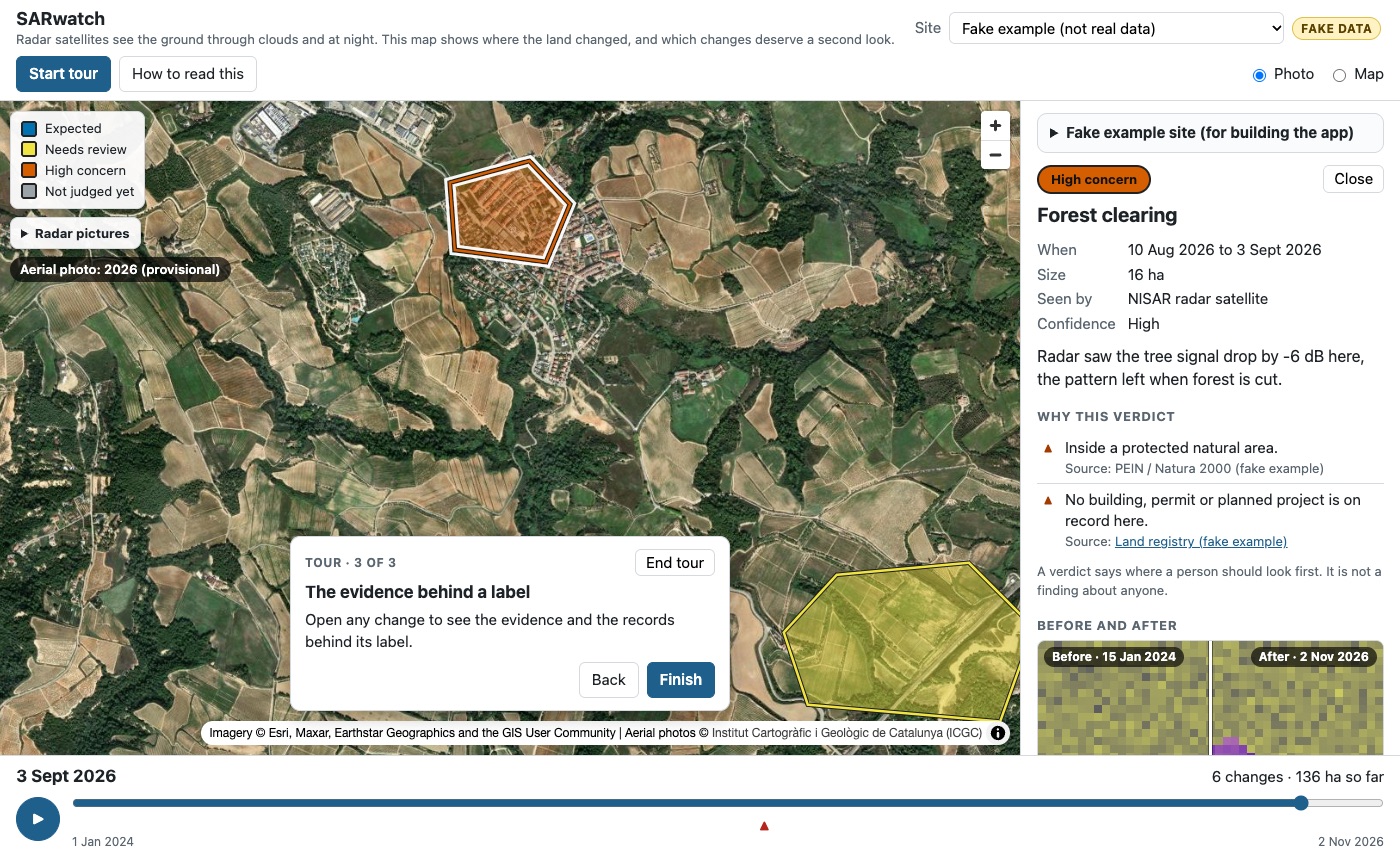 SARwatch
Radar satellites see the ground through clouds and at night. This map shows where the land changed, and which changes deserve a second look.
Site
Fake example (not real data)
FAKE DATA
Start tour
How to read this
Photo
Map
Expected
Needs review
High concern
Not judged yet
Radar pictures
Aerial photo: 2026 (provisional)
+
−
Fake example site (for building the app)
High concern
Close
Forest clearing
When 10 Aug 2026 to 3 Sept 2026
Size 16 ha
Seen by NISAR radar satellite
Confidence High
Radar saw the tree signal drop by -6 dB here,
the pattern left when forest is cut.
WHY THIS VERDICT
Inside a protected natural area.
Source: PEIN / Natura 2000 (fake example)
No building, permit or planned project is on
record here.
Source: Land registry (fake example)
A verdict says where a person should look first. It is not a
finding about anyone.
BEFORE AND AFTER
Before · 15 Jan 2024
After · 2 Nov 2026
TOUR · 3 OF 3
End tour
The evidence behind a label
Open any change to see the evidence and the records
behind its label.
Back
Finish
Imagery © Esri, Maxar, Earthstar Geographics and the GIS User Community | Aerial photos © Institut Cartogràfic i Geològic de Catalunya (ICGC)
3 Sept 2026
6 changes · 136 ha so far
1 Jan 2024
2 Nov 2026